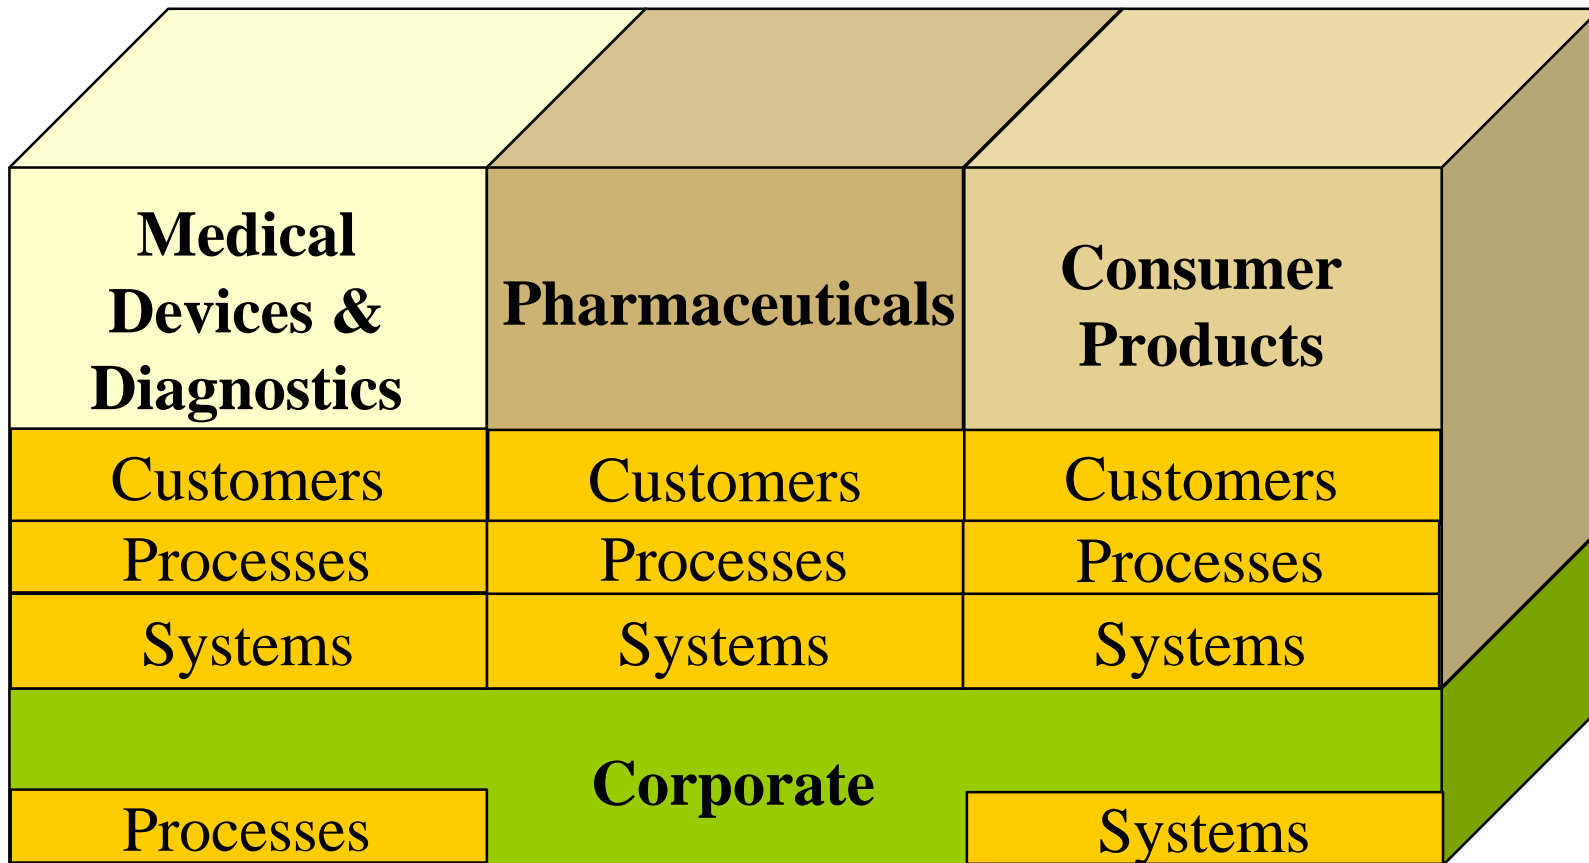 Medical
Devices &
Diagnostics
Pharmaceuticals
Consumer
Products
Customers
Customers
Customers
Processes
Processes
Processes
Systems
Systems
Systems
Corporate
Processes
Systems